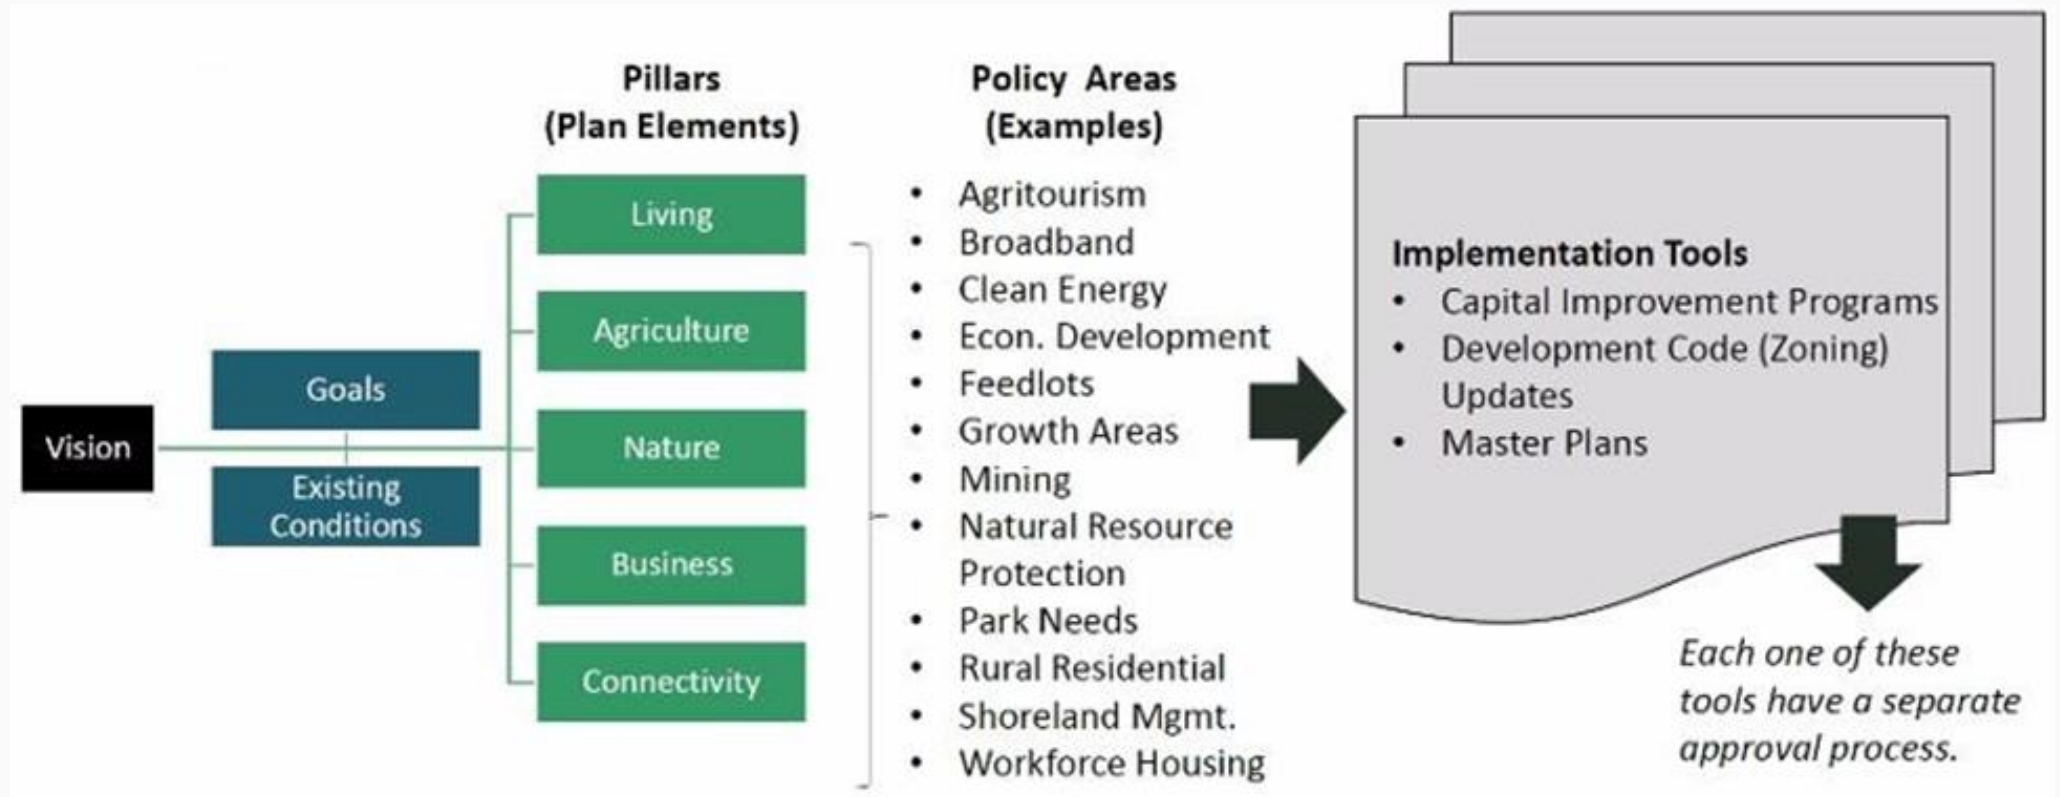 Vision
Goals
Existing
Conditions
Pillars
(Plan Elements)
Living
Agriculture
Nature
Business
Connectivity
Policy Areas
(Examples)
• Agritourism
• Broadband
• Clean Energy
• Econ. Development
• Feedlots
• Growth Areas
• Mining
• Natural Resource
Protection
• Park Needs
• Rural Residential
• Shoreland Mgmt.
• Workforce Housing
Implementation Tools
• Capital Improvement Programs
• Development Code (Zoning)
Updates
• Master Plans
Each one of these
tools have a separate
approval process.